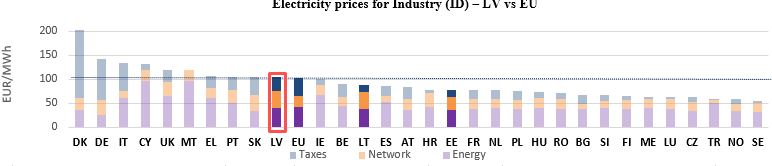 Electricity prices for Industry (ID) – LV vs EU
EUR/MWh
200
150
100
50
0
DK DE IT CY UK MT EL PT SK LV EU IE BE LT ES AT HR EE FR NL PL HU RO BG SI FI ME LU CZ TR NO SE
Taxes Network Energy